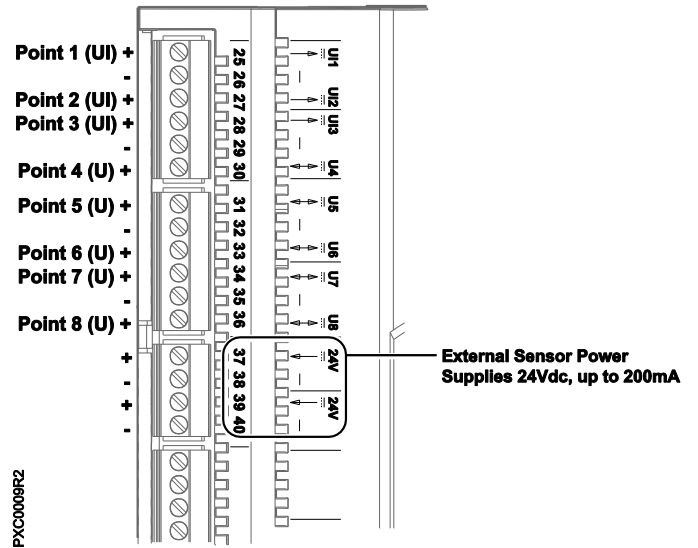 Point 1 (UI) + 25 UI1
- 26
Point 2 (UI) + 27 UI2
Point 3 (UI) + 28 UI3
- 29
Point 4 (U) + 30 U4
Point 5 (U) + 31 U5
- 32
Point 6 (U) + 33 U6
Point 7 (U) + 34 U7
- 35
Point 8 (U) + 36 U8
+ 37 24V
- 38
+ 39 24V
- 40
External Sensor Power
Supplies 24Vdc, up to 200mA
PXC0009R2